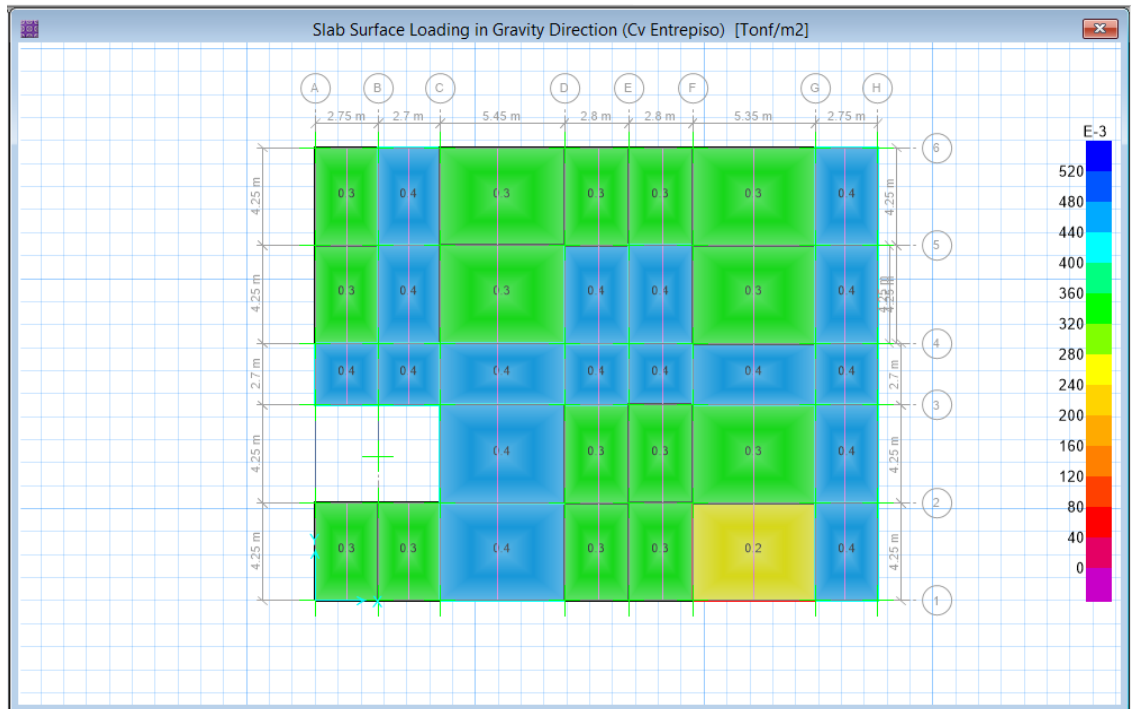 Slab Surface Loading in Gravity Direction (Cv Entrepiso) [Tonf/m2]
A B C D E F G H
2.75 m 2.7 m 5.45 m 2.8 m 2.8 m 5.35 m 2.75 m
E-3
6
520
4.25 m 0.3 0.4 0.3 0.3 0.3 0.3 0.4 4.25 m
480
440
5
400
4.25 m 0.3 0.4 0.3 0.4 0.4 0.3 0.4 4.25 m 4.25 m
360
320
4
280
2.7 m 0.4 0.4 0.4 0.4 0.4 0.4 0.4 2.7 m
240
3
200
4.25 m 0.4 0.3 0.3 0.3 0.4 4.25 m
160
120
2
80
4.25 m 0.3 0.3 0.4 0.3 0.3 0.2 0.4 4.25 m
40
0
1